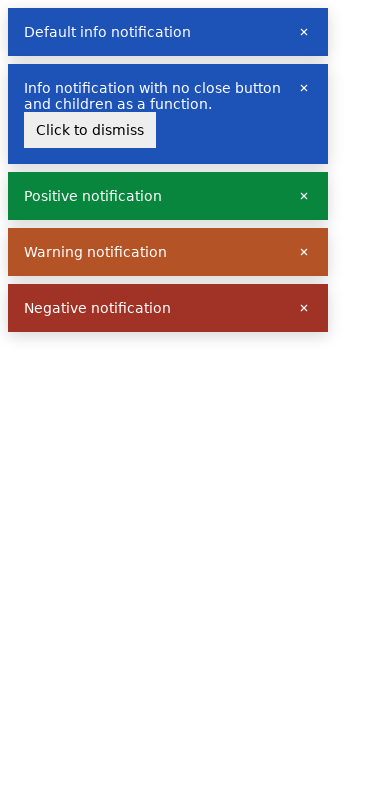 Default info notification ×
Info notification with no close button ×
and children as a function.
Click to dismiss
Positive notification ×
Warning notification ×
Negative notification ×